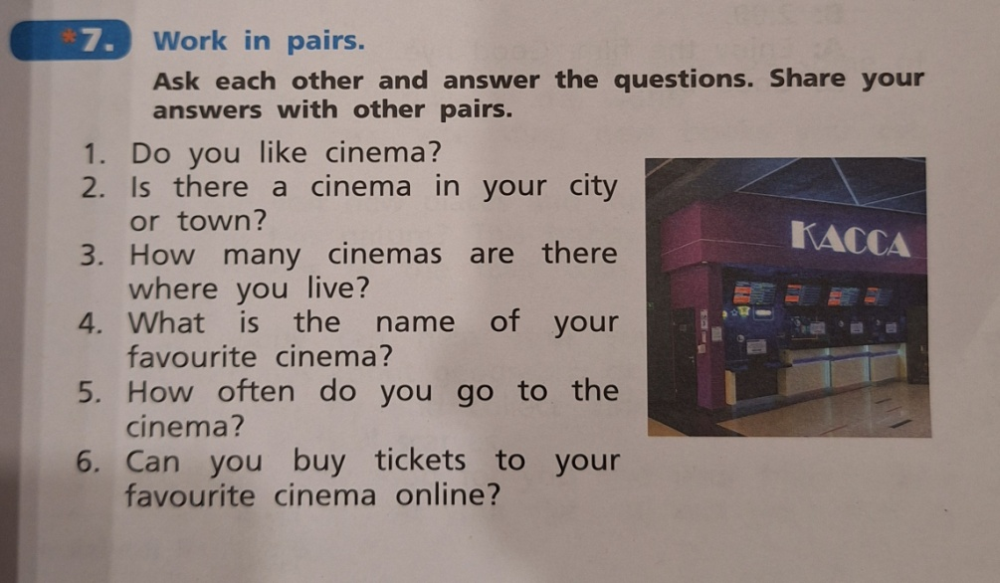 *7. Work in pairs.
Ask each other and answer the questions. Share your
answers with other pairs.
1. Do you like cinema?
2. Is there a cinema in your city
or town?
3. How many cinemas are there
where you live?
4. What is the name of your
favourite cinema?
5. How often do you go to the
cinema?
6. Can you buy tickets to your
favourite cinema online?
КАССА